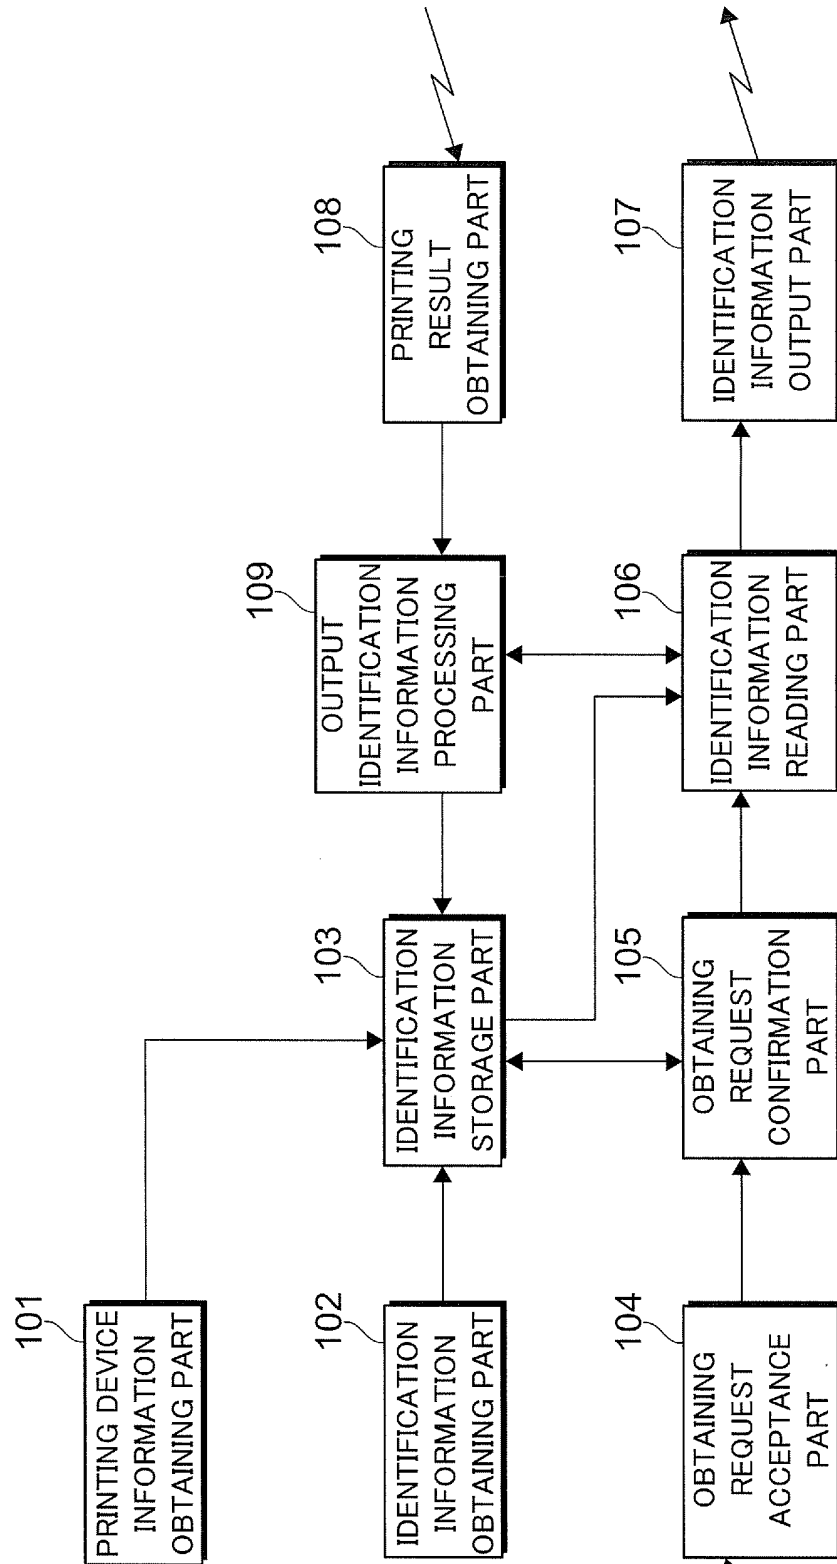 101
PRINTING DEVICE
INFORMATION
OBTAINING PART
102
IDENTIFICATION
INFORMATION
OBTAINING PART
103
IDENTIFICATION
INFORMATION
STORAGE PART
109
OUTPUT
IDENTIFICATION
INFORMATION
PROCESSING
PART
108
PRINTING
RESULT
OBTAINING PART
104
OBTAINING
REQUEST
ACCEPTANCE
PART
105
OBTAINING
REQUEST
CONFIRMATION
PART
106
IDENTIFICATION
INFORMATION
READING PART
107
IDENTIFICATION
INFORMATION
OUTPUT PART